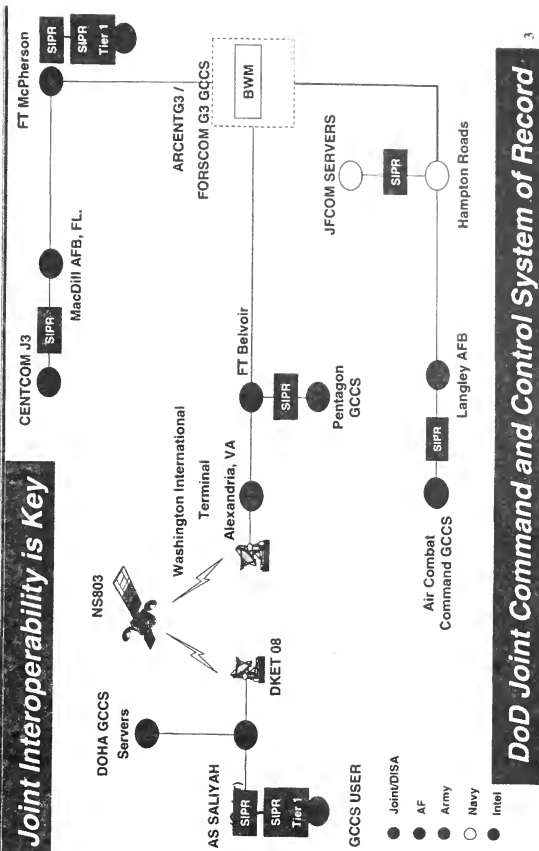 Joint Interoperability is Key
CENTCOM J3
SIPR
MacDill AFB, FL.
FT McPherson
SIPR
SIPR
Tier 1
NS803
Washington International
Terminal
ARCENTG3 /
FORSCOM G3 GCCS
BWM
DOHA GCCS
Servers
DKET 08
Alexandria, VA
FT Belvoir
SIPR
Pentagon
GCCS
JFCOM SERVERS
SIPR
Hampton Roads
AS SALIYAH
SIPR
SIPR
Tier 1
GCCS USER
Air Combat
Command GCCS
SIPR
Langley AFB
Joint/DISA
AF
Army
Navy
Intel
DoD Joint Command and Control System of Record
3